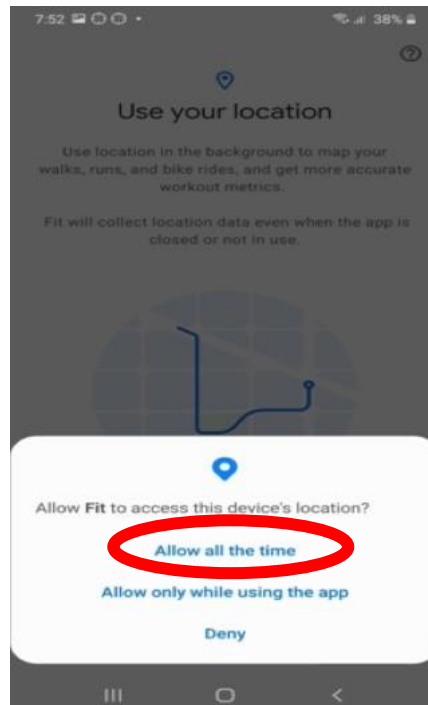 7:52
38%
Use your location
Use location in the background to map your
walks, runs, and bike rides, and get more accurate
workout metrics.
Fit will collect location data even when the app is
closed or not in use.
Allow Fit to access this device's location?
Allow all the time
Allow only while using the app
Deny